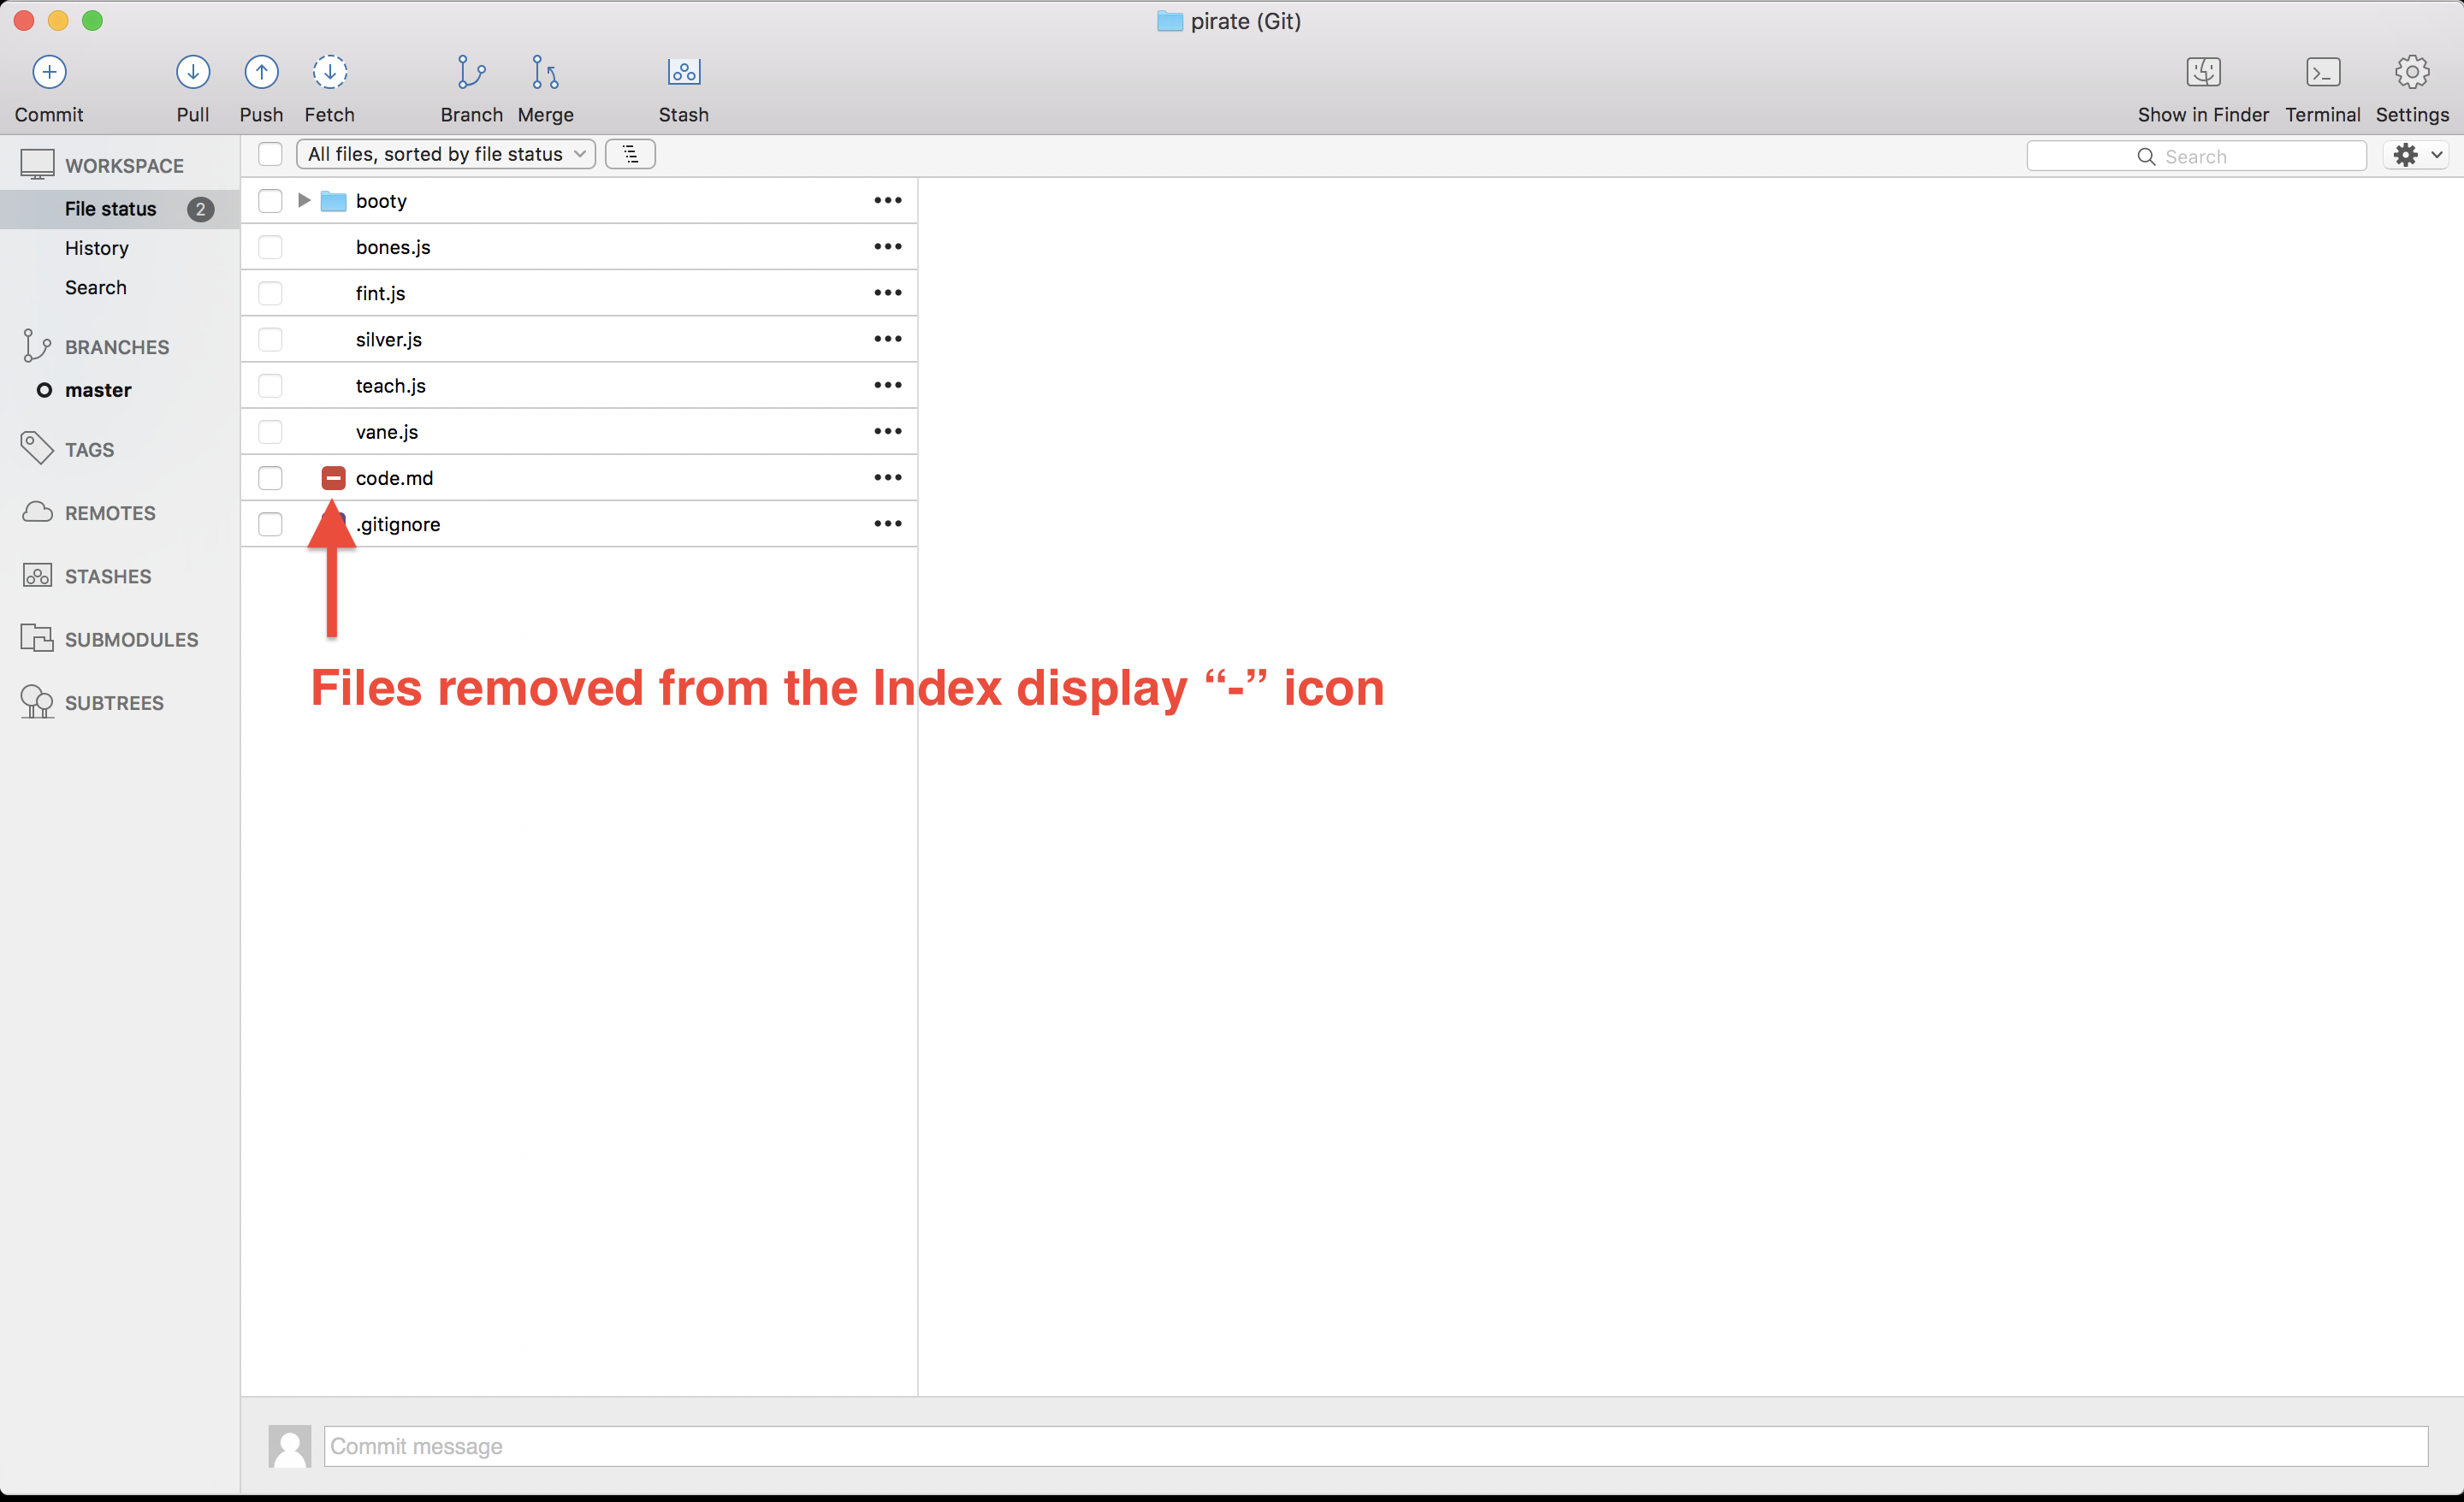 pirate (Git)
Commit Pull Push Fetch Branch Merge Stash Show in Finder Terminal Settings
WORKSPACE
File status 2
History
Search
BRANCHES
master
TAGS
REMOTES
STASHES
SUBMODULES
SUBTREES
All files, sorted by file status
Search
booty
bones.js
fint.js
silver.js
teach.js
vane.js
code.md
.gitignore
Files removed from the Index display “-” icon
Commit message